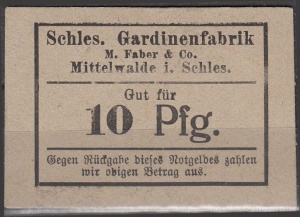 Schles. Gardinenfabrik
M. Faber & Co.
Mittelwalde i. Schles.
Gut für
10 Pfg.
Gegen Rückgabe dieses Notgeldes zahlen
wir obigen Betrag aus.